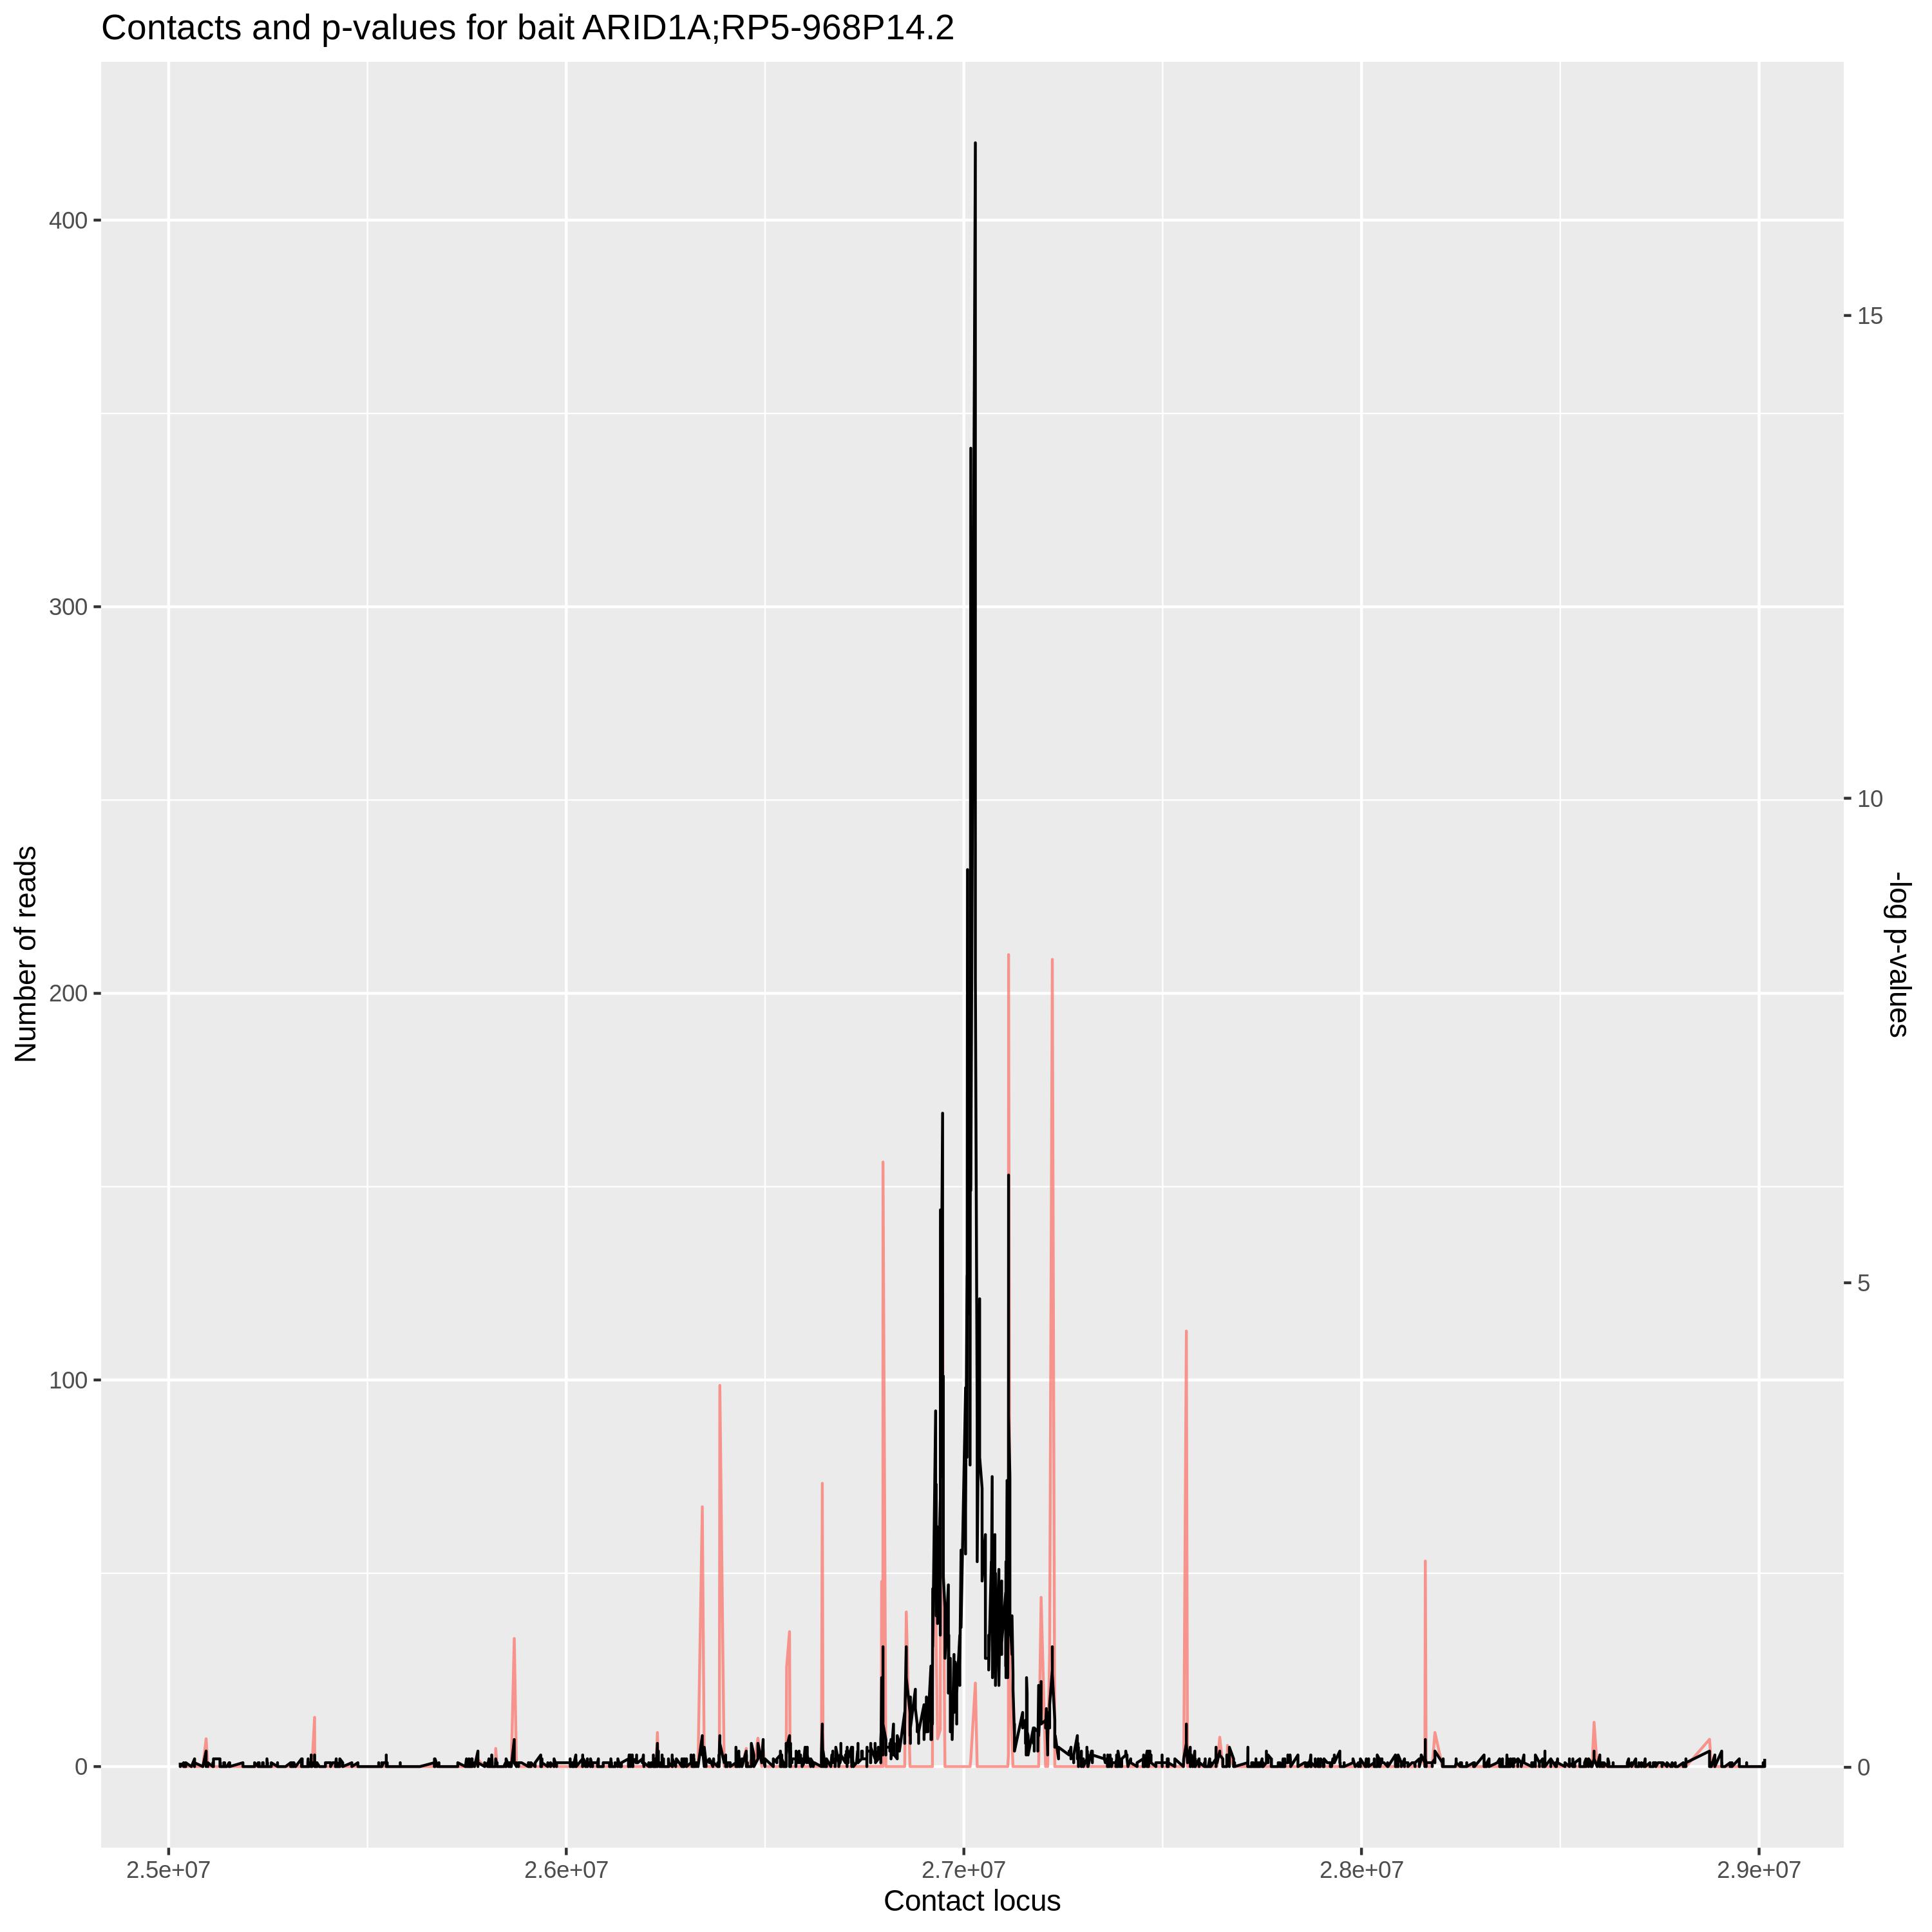 Contacts and p-values for bait ARID1A;RP5-968P14.2
400
300
200
100
0
Number of reads
15
10
5
0
-log p-values
2.5e+07
2.6e+07
2.7e+07
2.8e+07
2.9e+07
Contact locus